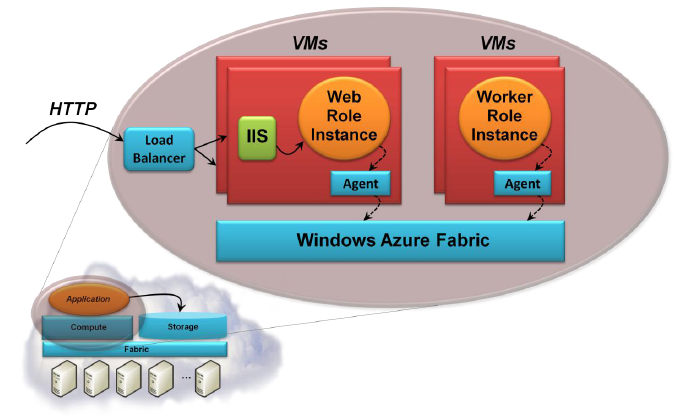 VMs
VMs
HTTP
Load
Balancer
IIS
Web
Role
Instance
Agent
Worker
Role
Instance
Agent
Windows Azure Fabric
Application
Compute
Storage
Fabric
...